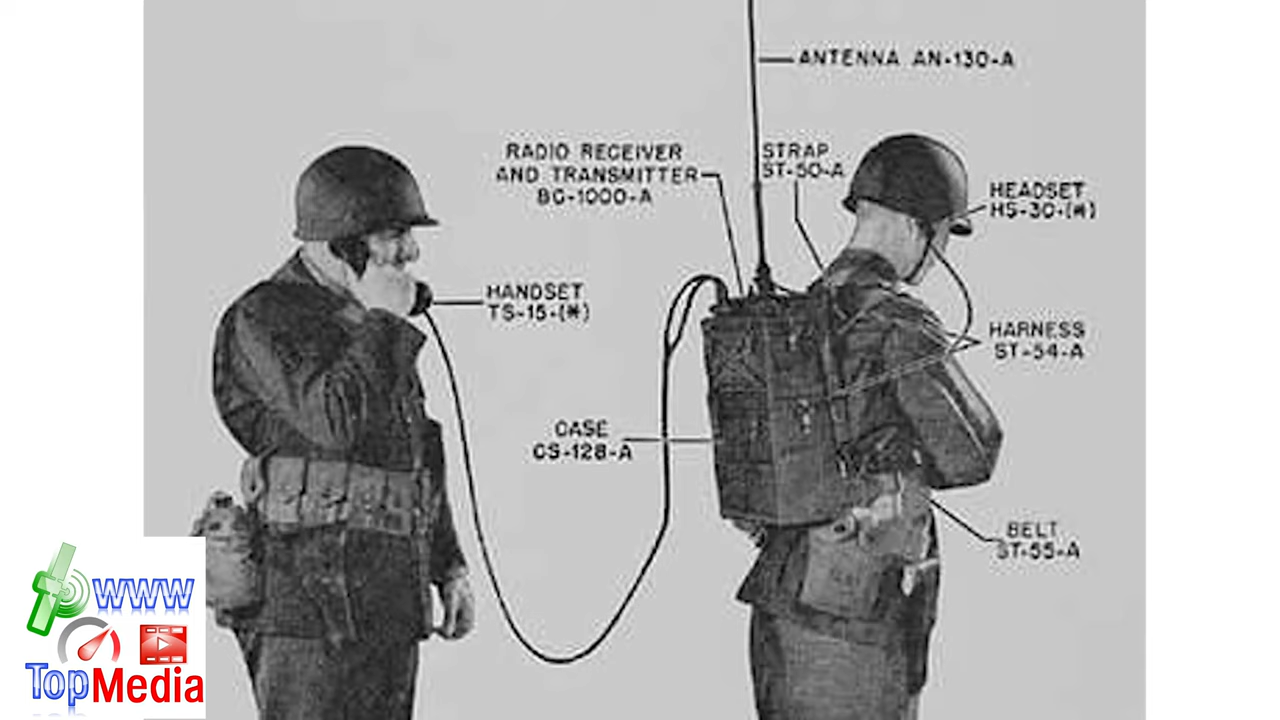 ANTENNA AN-130-A
RADIO RECEIVER
AND TRANSMITTER
BC-1000-A
STRAP
ST-50-A
HEADSET
HS-30-(*)
HANDSET
TS-15-(*)
HARNESS
ST-54-A
CASE
CS-128-A
BELT
ST-55-A
WWW
TopMedia